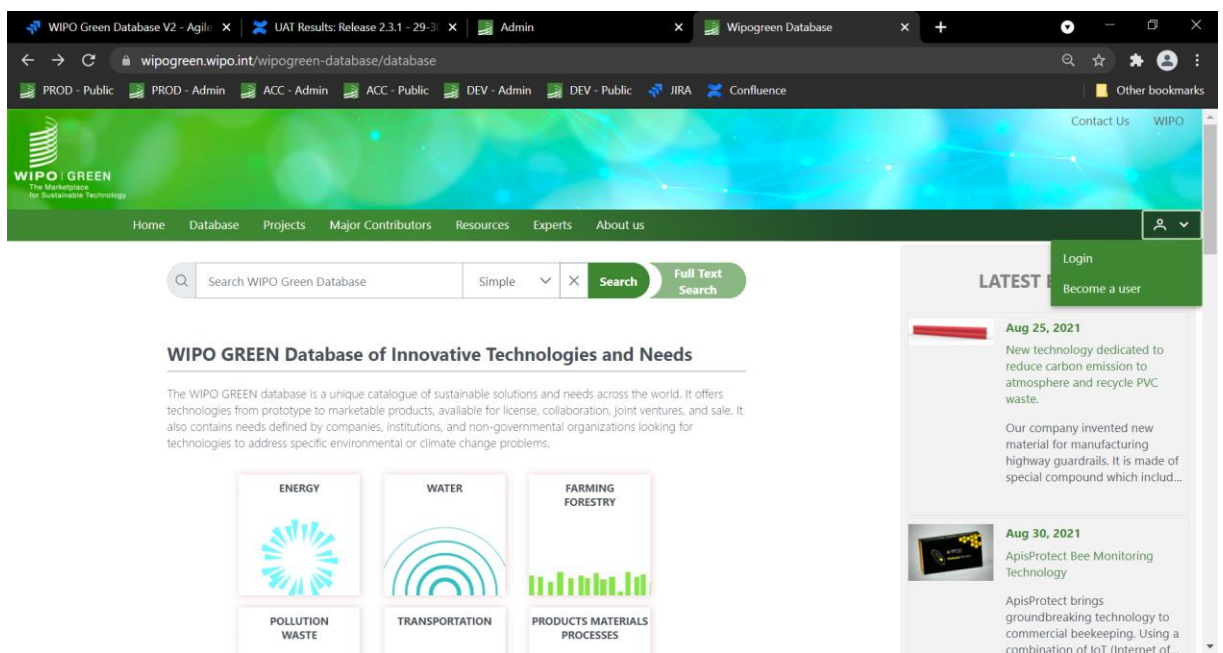 WIPO Green Database V2 - Agile
UAT Results: Release 2.3.1 - 29-3
Admin
Wipogreen Database
wipogreen.wipo.int/wipogreen-database/database
PROD - Public
PROD - Admin
ACC - Admin
ACC - Public
DEV - Admin
DEV - Public
JIRA
Confluence
Other bookmarks
Contact Us
WIPO
WIPO | GREEN
The Marketplace
for Sustainable Technology
Home
Database
Projects
Major Contributors
Resources
Experts
About us
Login
Become a user
Search WIPO Green Database
Simple
Search
Full Text
Search
LATEST
WIPO GREEN Database of Innovative Technologies and Needs
The WIPO GREEN database is a unique catalogue of sustainable solutions and needs across the world. It offers
technologies from prototype to marketable products, available for license, collaboration, joint ventures, and sale. It
also contains needs defined by companies, institutions, and non-governmental organizations looking for
technologies to address specific environmental or climate change problems.
ENERGY
WATER
FARMING
FORESTRY
POLLUTION
WASTE
TRANSPORTATION
PRODUCTS MATERIALS
PROCESSES
Aug 25, 2021
New technology dedicated to
reduce carbon emission to
atmosphere and recycle PVC
waste.
Our company invented new
material for manufacturing
highway guardrails. It is made of
special compound which includ...
Aug 30, 2021
ApisProtect Bee Monitoring
Technology
ApisProtect brings
groundbreaking technology to
commercial beekeeping. Using a
combination of IoT (Internet of...